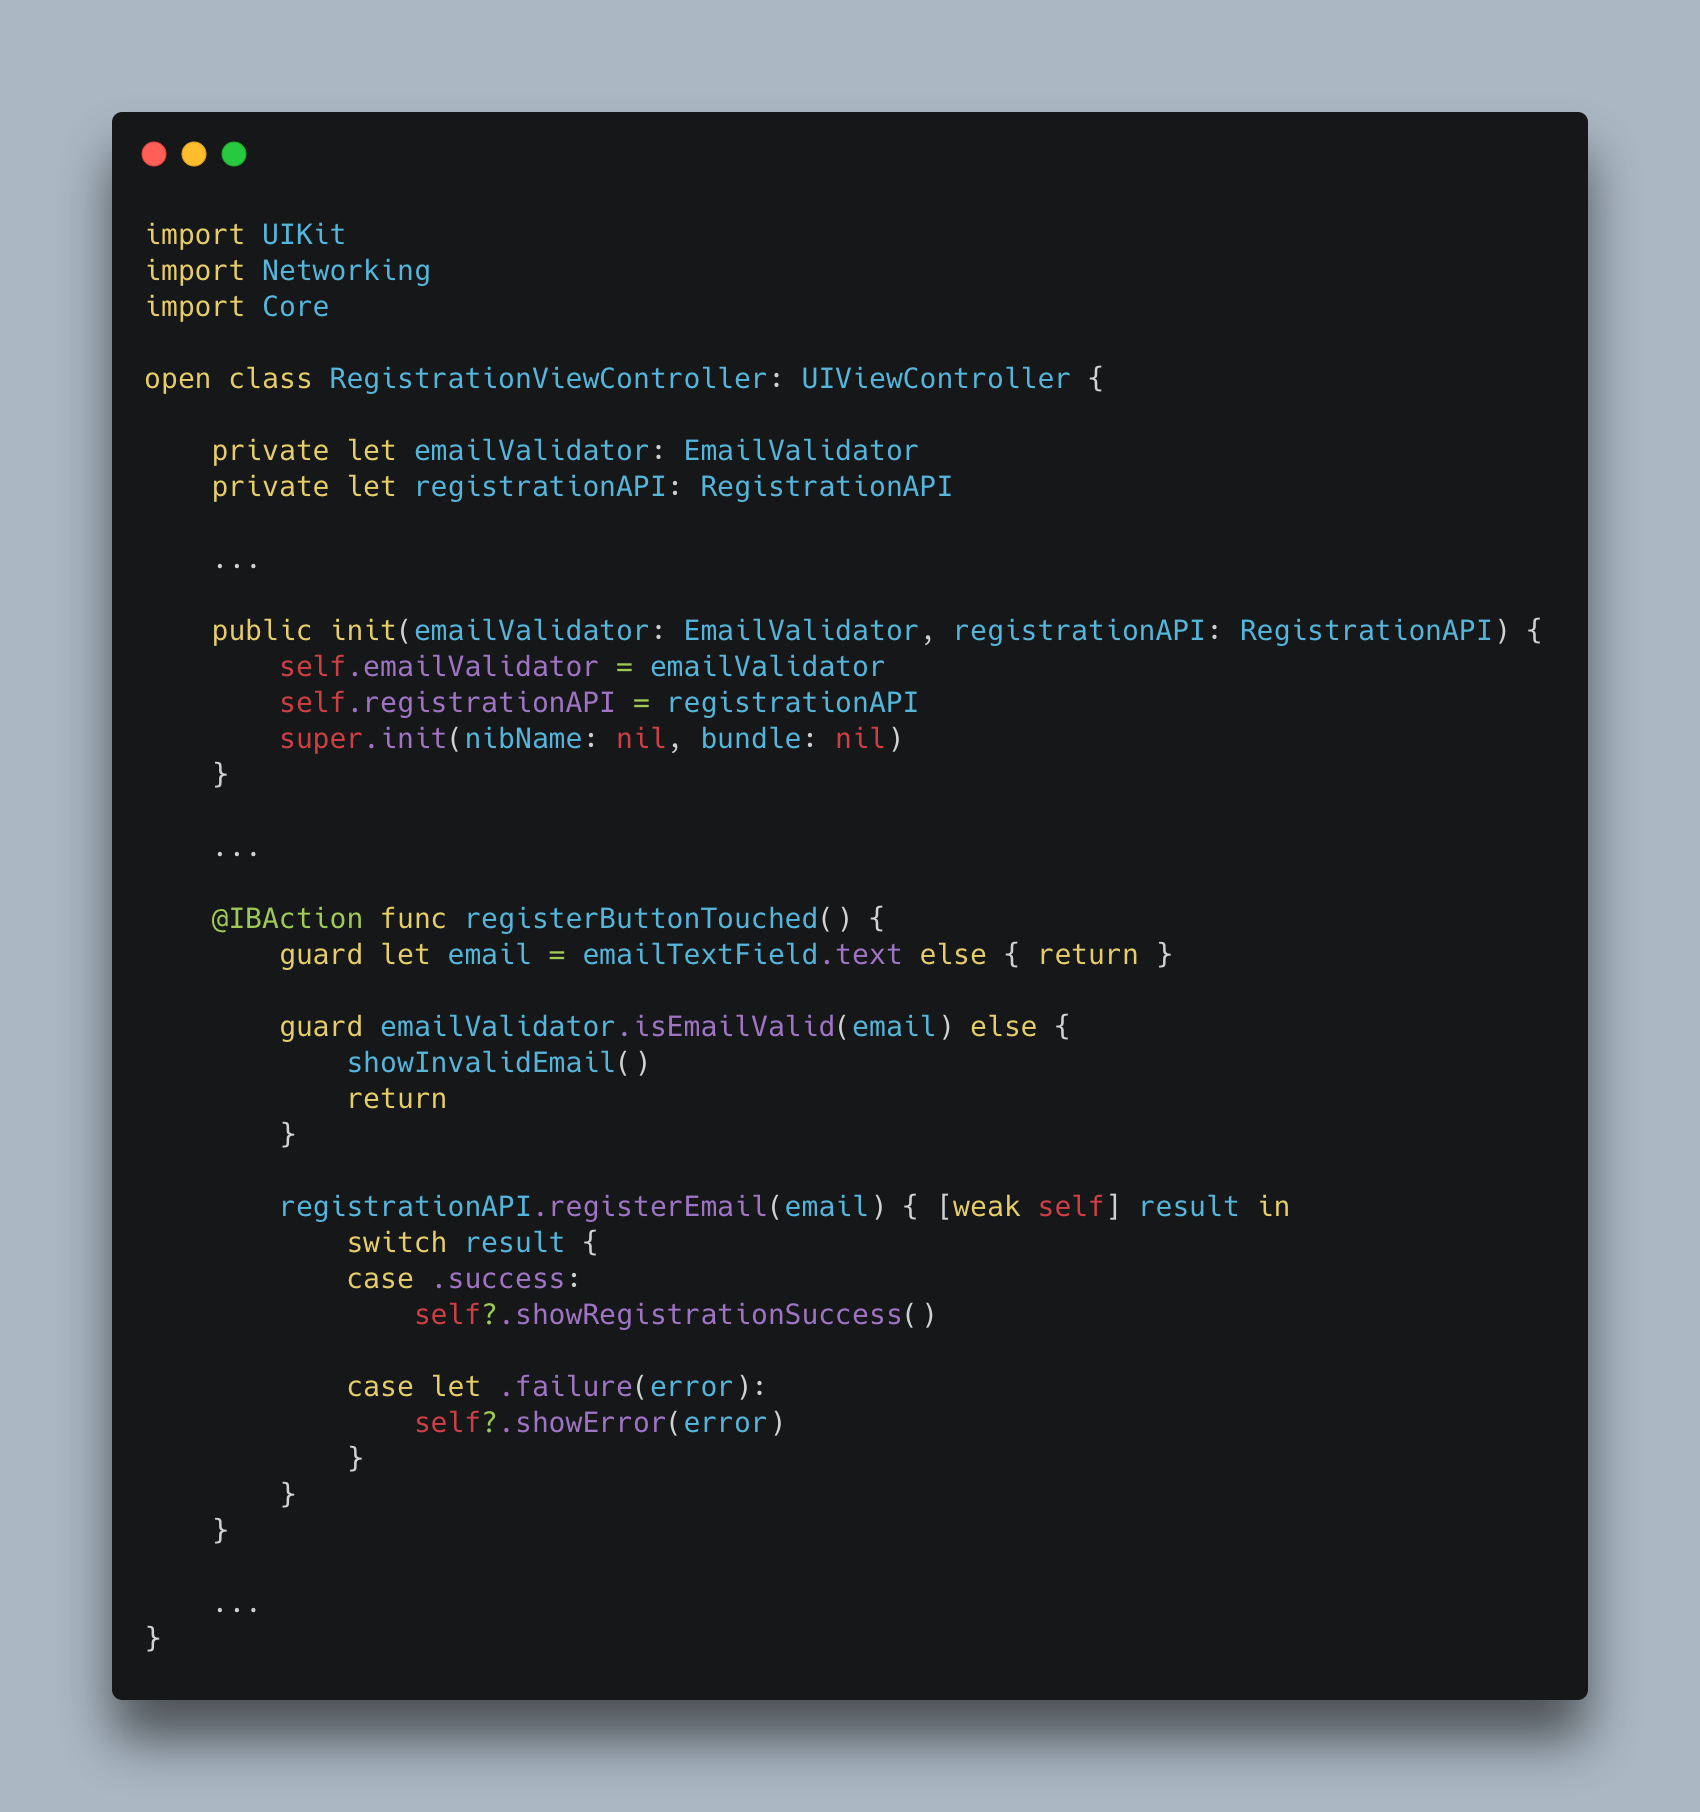 import UIKit
import Networking
import Core

open class RegistrationViewController: UIViewController {

    private let emailValidator: EmailValidator
    private let registrationAPI: RegistrationAPI

    ...

    public init(emailValidator: EmailValidator, registrationAPI: RegistrationAPI) {
        self.emailValidator = emailValidator
        self.registrationAPI = registrationAPI
        super.init(nibName: nil, bundle: nil)
    }

    ...

    @IBAction func registerButtonTouched() {
        guard let email = emailTextField.text else { return }

        guard emailValidator.isEmailValid(email) else {
            showInvalidEmail()
            return
        }

        registrationAPI.registerEmail(email) { [weak self] result in
            switch result {
            case .success:
                self?.showRegistrationSuccess()

            case let .failure(error):
                self?.showError(error)
            }
        }
    }

    ...
}